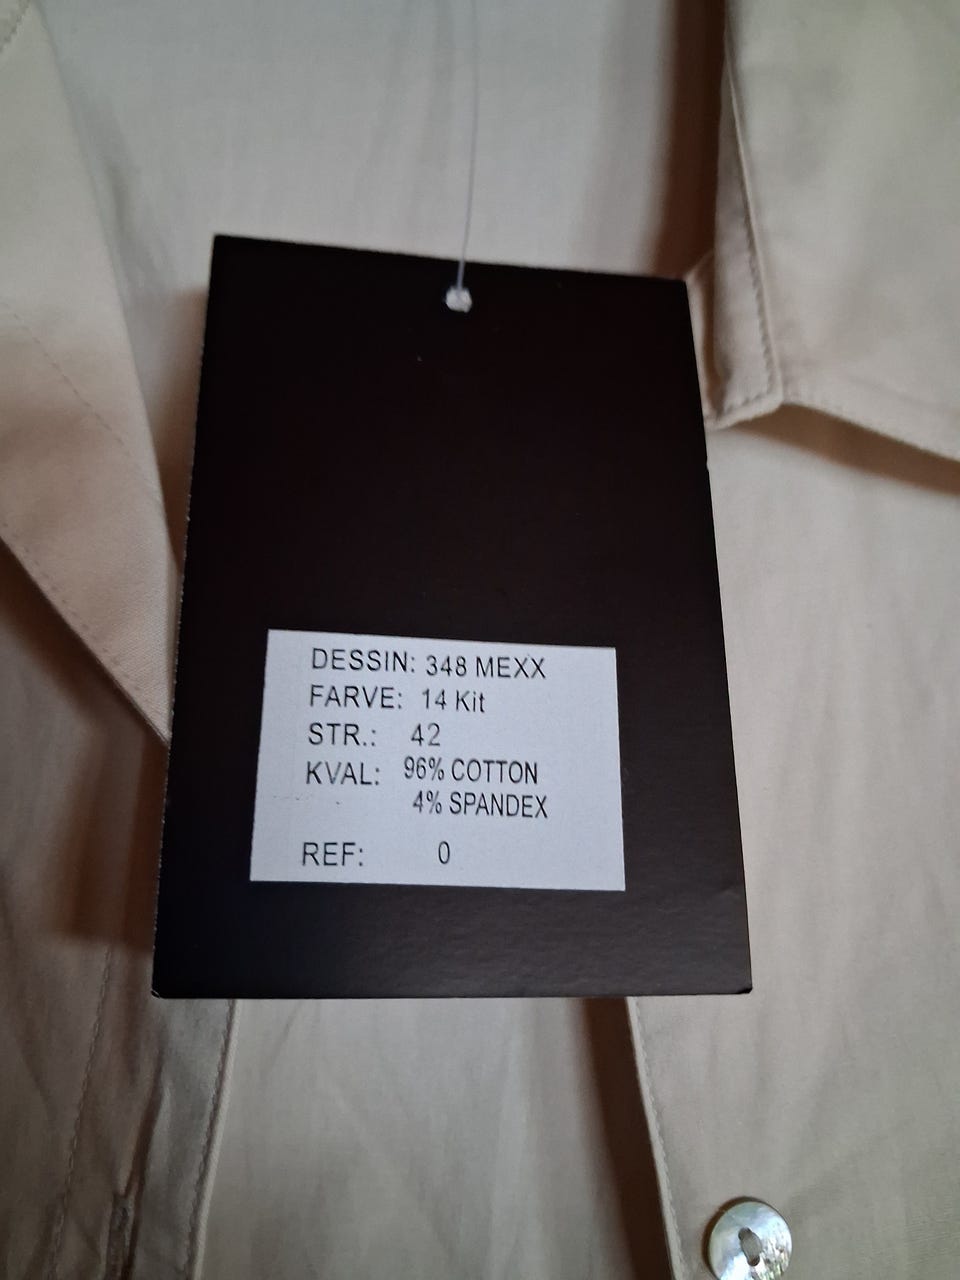 DESSIN: 348 MEXX
FARVE: 14 Kit
STR.: 42
KVAL: 96% COTTON
4% SPANDEX
REF: 0